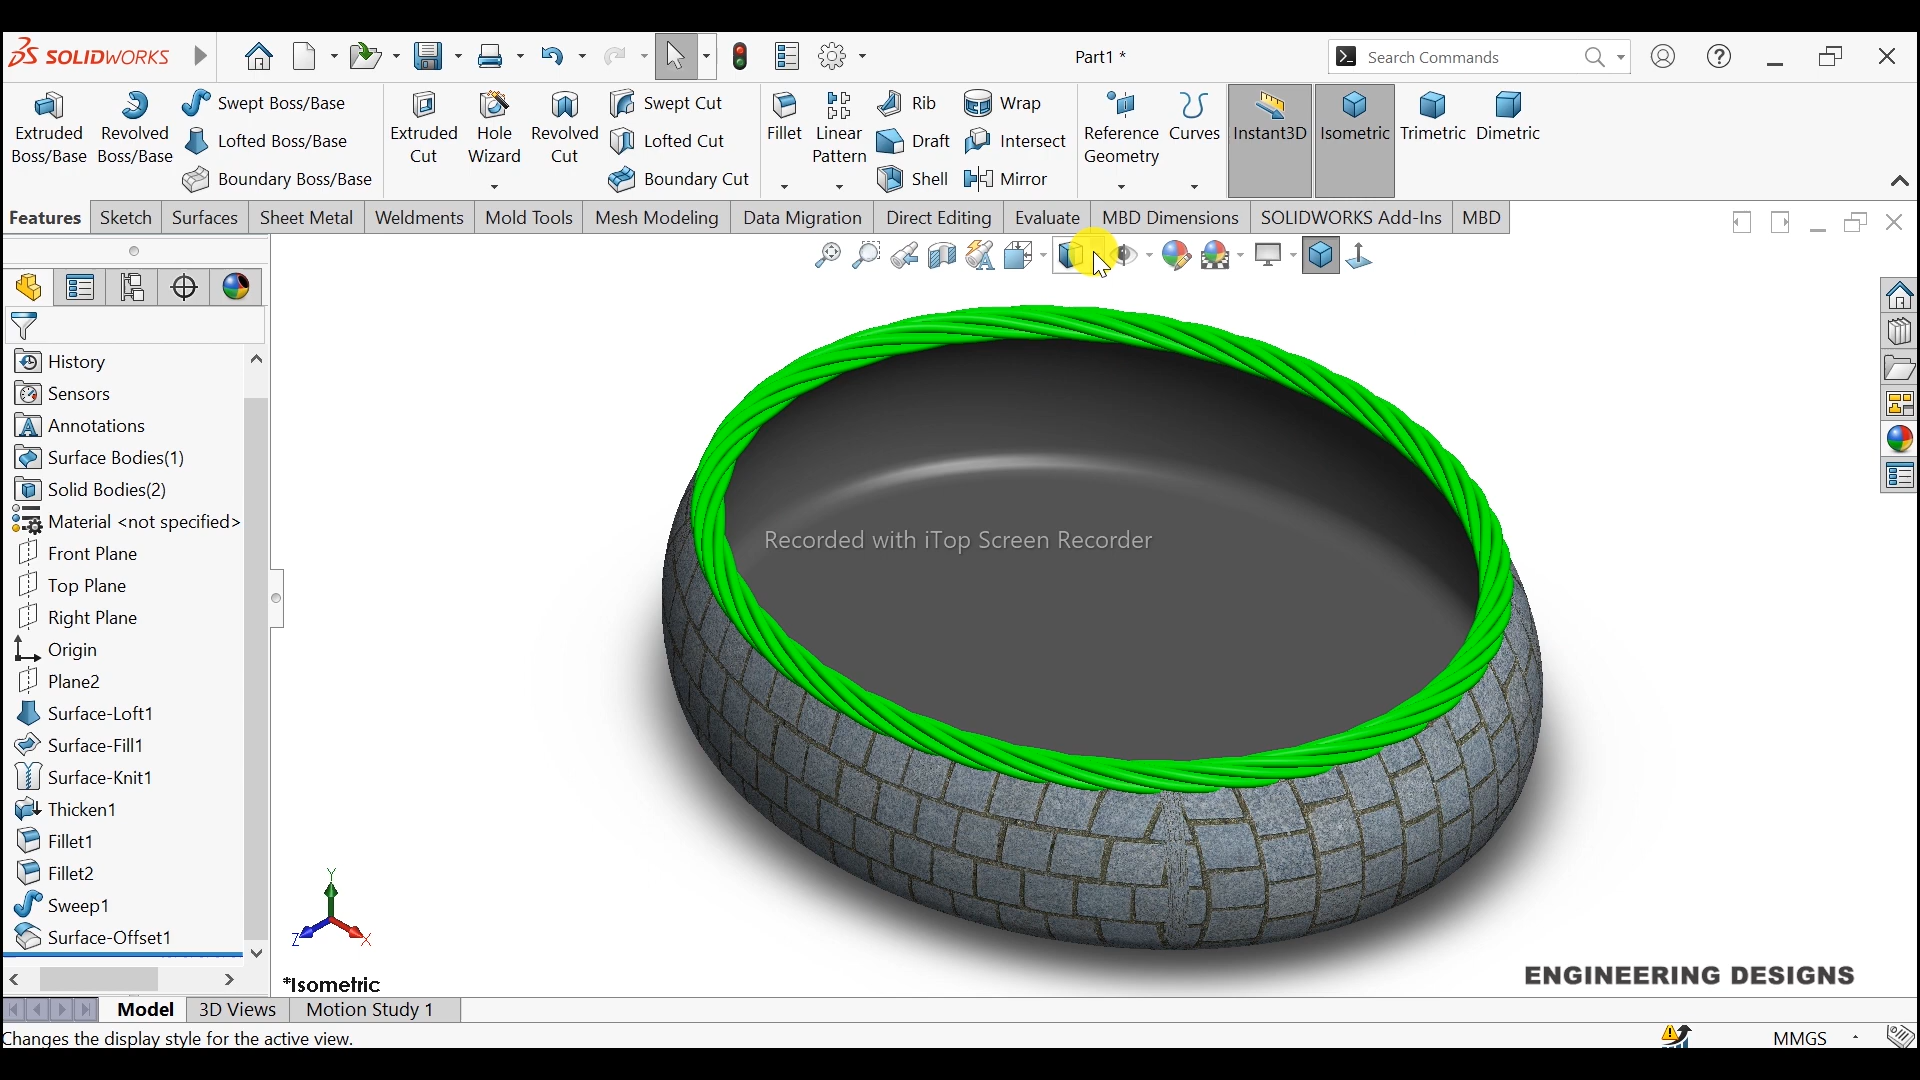 SOLIDWORKS
Part1 *
Search Commands
Extruded Boss/Base
Revolved Boss/Base
Swept Boss/Base
Lofted Boss/Base
Boundary Boss/Base
Extruded Cut
Hole Wizard
Revolved Cut
Swept Cut
Lofted Cut
Boundary Cut
Fillet
Linear Pattern
Rib
Draft
Shell
Wrap
Intersect
Mirror
Reference Geometry
Curves
Instant3D
Isometric
Trimetric
Dimetric
Features
Sketch
Surfaces
Sheet Metal
Weldments
Mold Tools
Mesh Modeling
Data Migration
Direct Editing
Evaluate
MBD Dimensions
SOLIDWORKS Add-Ins
MBD
History
Sensors
Annotations
Surface Bodies(1)
Solid Bodies(2)
Material <not specified>
Front Plane
Top Plane
Right Plane
Origin
Plane2
Surface-Loft1
Surface-Fill1
Surface-Knit1
Thicken1
Fillet1
Fillet2
Sweep1
Surface-Offset1
Recorded with iTop Screen Recorder
Y
Z
X
*Isometric
ENGINEERING DESIGNS
Model
3D Views
Motion Study 1
Changes the display style for the active view.
MMGS